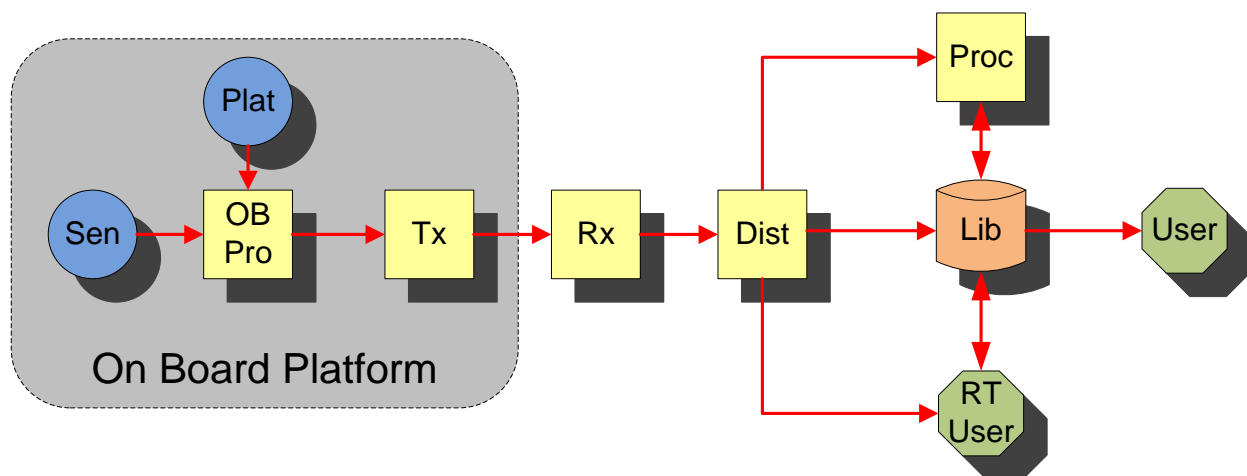 Plat
Sen
OB
Pro
Tx
On Board Platform
Rx
Dist
Proc
Lib
User
RT
User